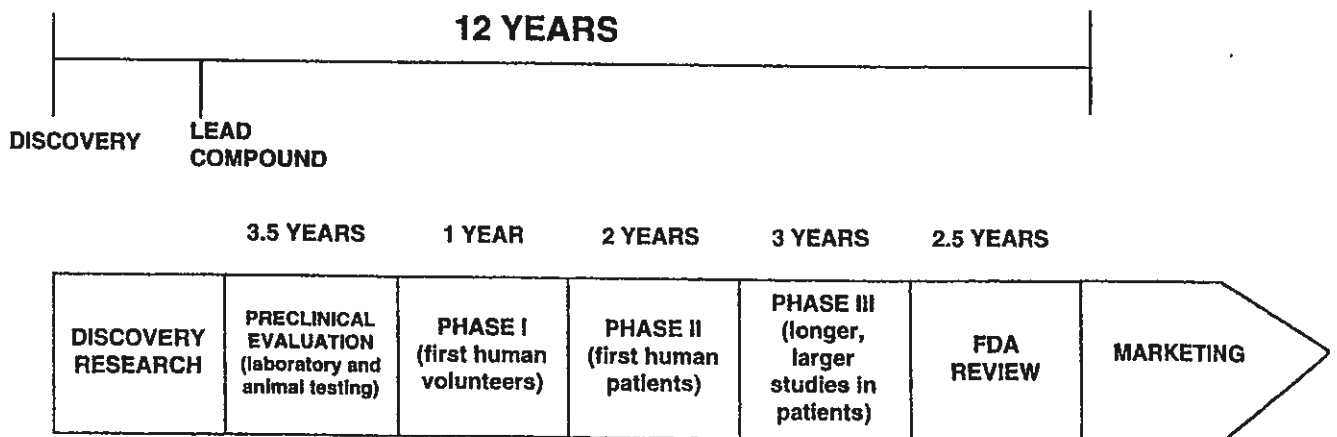 12 YEARS
DISCOVERY
LEAD
COMPOUND
3.5 YEARS
1 YEAR
2 YEARS
3 YEARS
2.5 YEARS
DISCOVERY
RESEARCH
PRECLINICAL
EVALUATION
(laboratory and
animal testing)
PHASE I
(first human
volunteers)
PHASE II
(first human
patients)
PHASE III
(longer,
larger
studies in
patients)
FDA
REVIEW
MARKETING